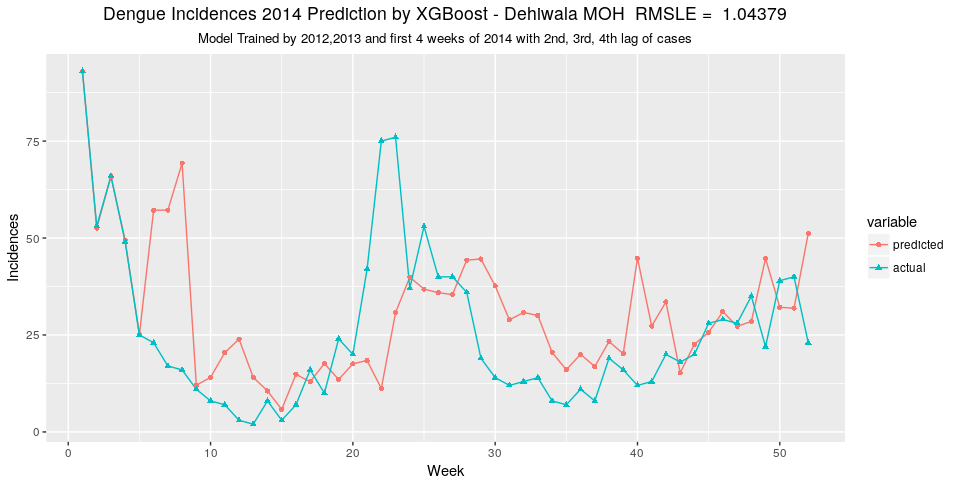 Dengue Incidences 2014 Prediction by XGBoost - Dehiwala MOH  RMSLE =  1.04379
Model Trained by 2012,2013 and first 4 weeks of 2014 with 2nd, 3rd, 4th lag of cases
Incidences
75
50
25
0
0 10 20 30 40 50
Week
variable
predicted
actual